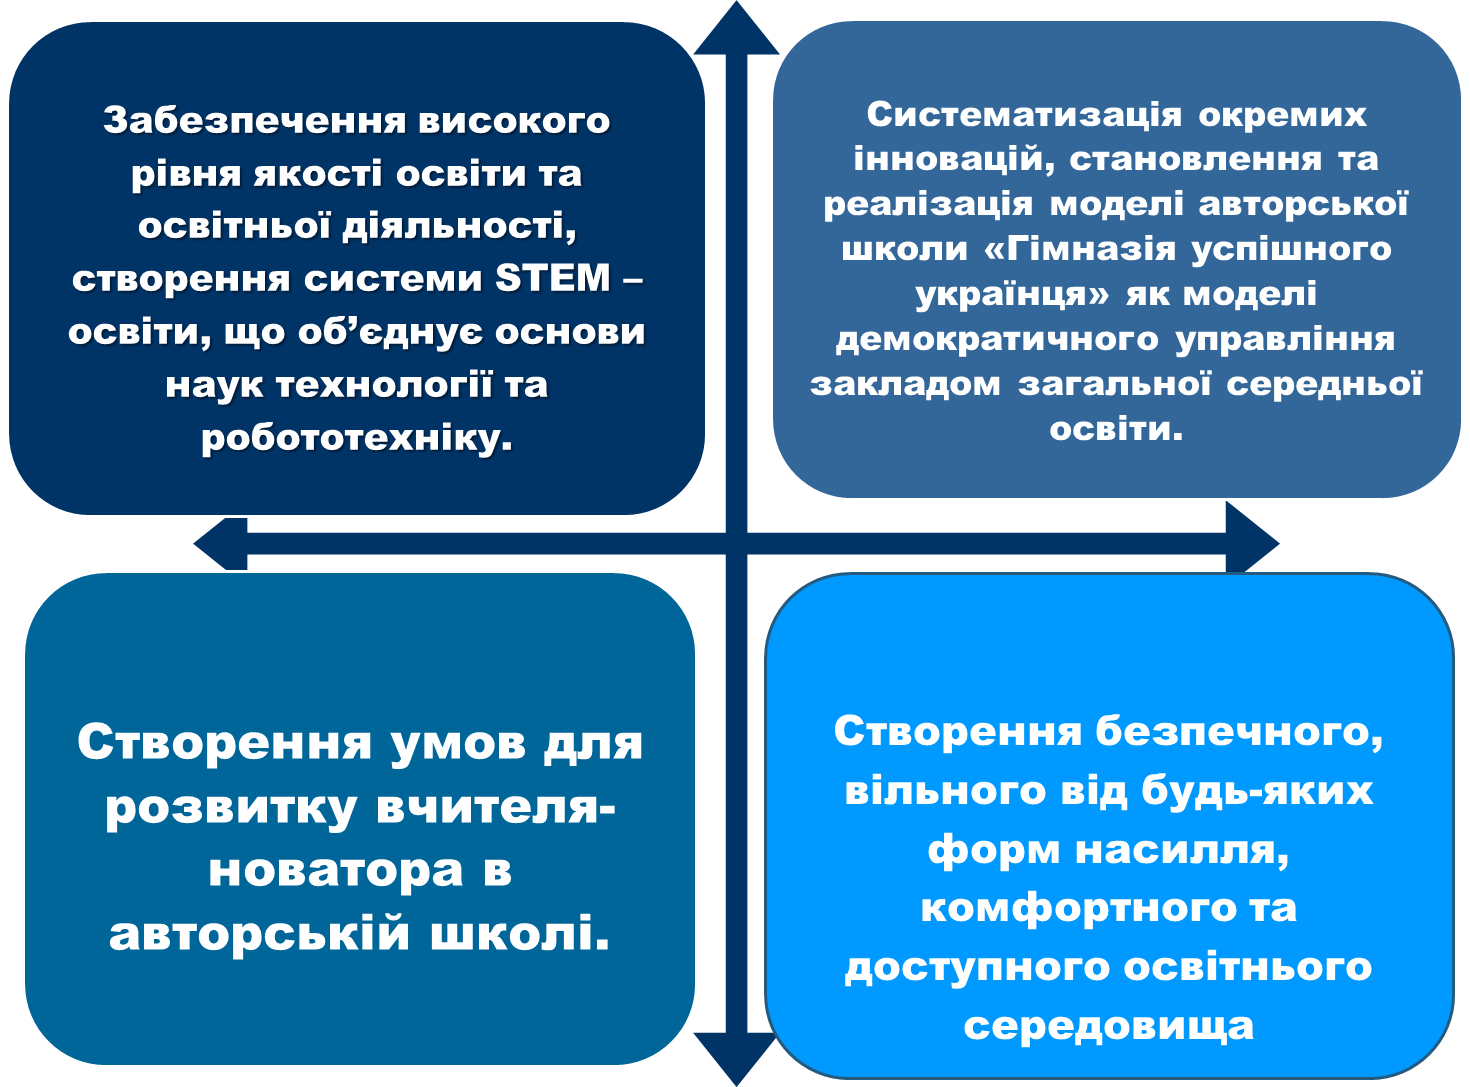 Забезпечення високого
рівня якості освіти та
освітньої діяльності,
створення системи STEM –
освіти, що об’єднує основи
наук технології та
робототехніку.
Систематизація окремих
інновацій, становлення та
реалізація моделі авторської
школи «Гімназія успішного
українця» як моделі
демократичного управління
закладом загальної середньої
освіти.
Створення умов для
розвитку вчителя-
новатора в
авторській школі.
Створення безпечного,
вільного від будь-яких
форм насилля,
комфортного та
доступного освітнього
середовища